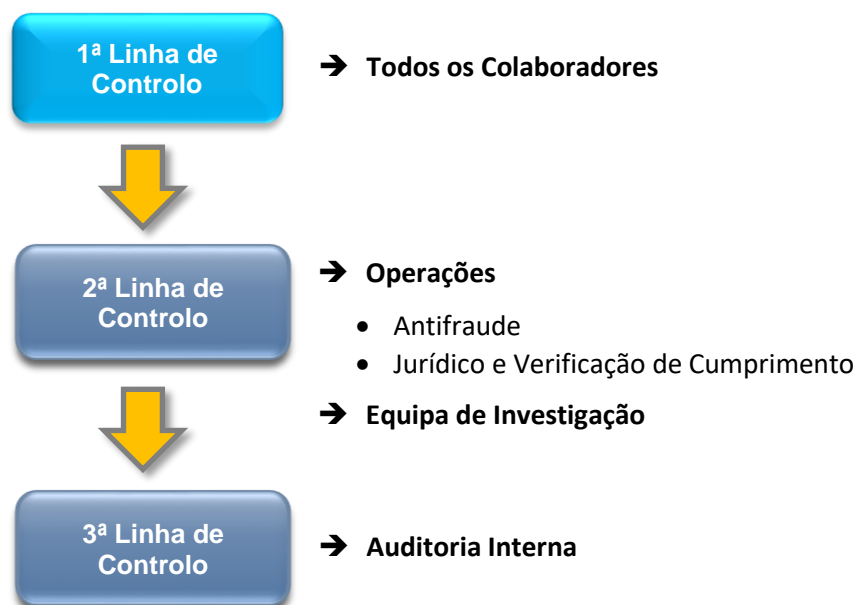 1ª Linha de
Controlo
➔ Todos os Colaboradores
2ª Linha de
Controlo
➔ Operações
• Antifraude
• Jurídico e Verificação de Cumprimento
➔ Equipa de Investigação
3ª Linha de
Controlo
➔ Auditoria Interna